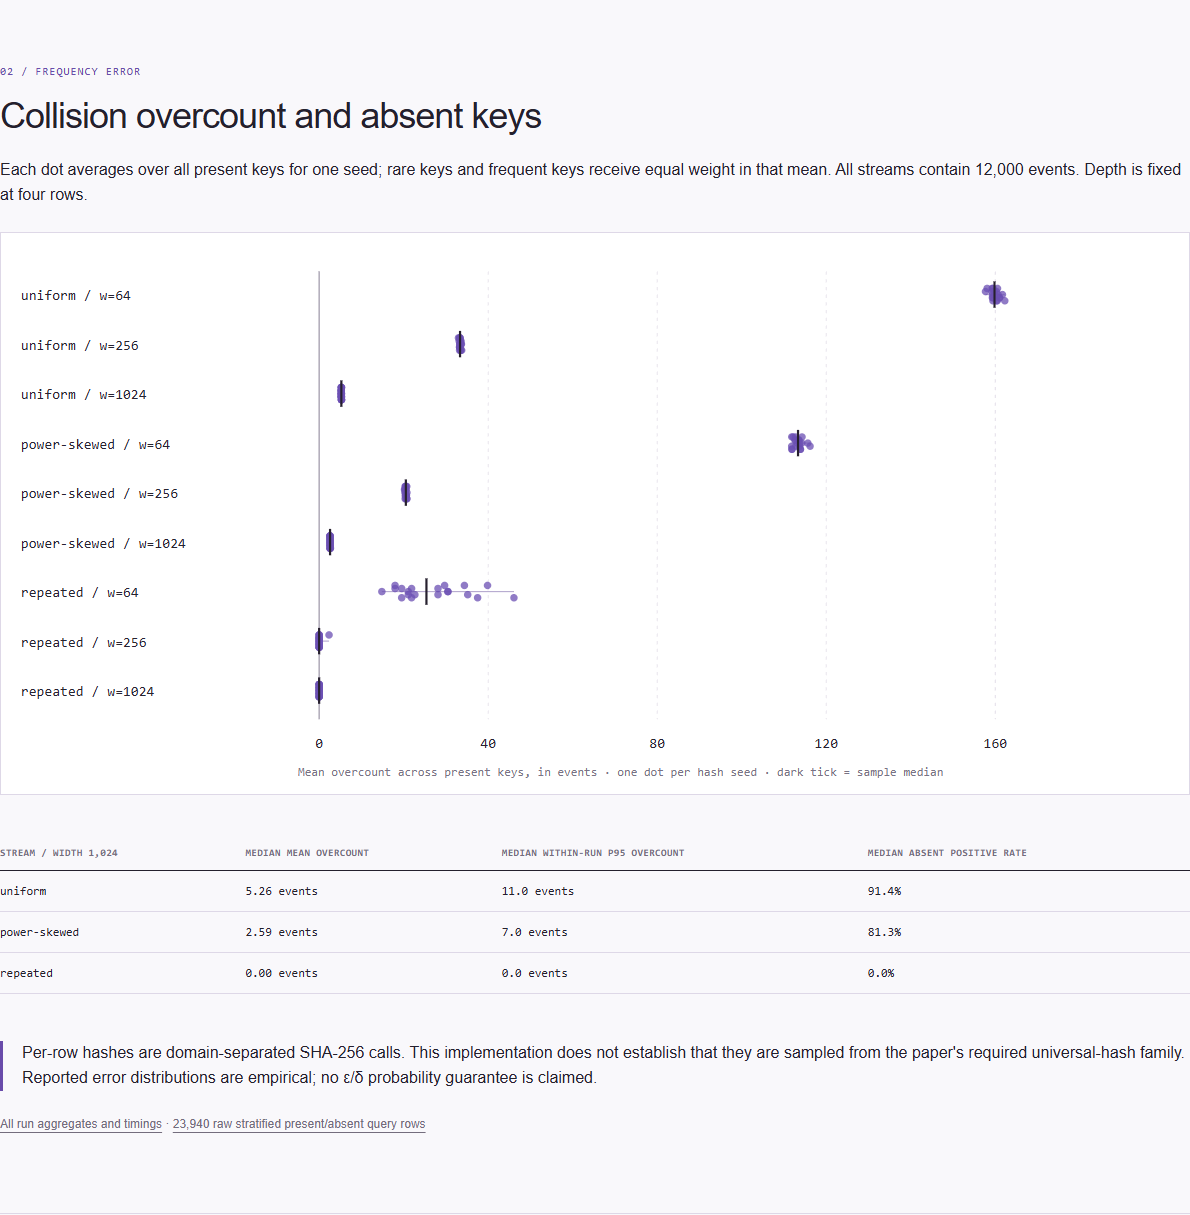 02 / FREQUENCY ERROR
Collision overcount and absent keys
Each dot averages over all present keys for one seed; rare keys and frequent keys receive equal weight in that mean. All streams contain 12,000 events. Depth is fixed
at four rows.
uniform / w=64
uniform / w=256
uniform / w=1024
power-skewed / w=64
power-skewed / w=256
power-skewed / w=1024
repeated / w=64
repeated / w=256
repeated / w=1024
0 40 80 120 160
Mean overcount across present keys, in events · one dot per hash seed · dark tick = sample median
STREAM / WIDTH 1,024 MEDIAN MEAN OVERCOUNT MEDIAN WITHIN-RUN P95 OVERCOUNT MEDIAN ABSENT POSITIVE RATE
uniform 5.26 events 11.0 events 91.4%
power-skewed 2.59 events 7.0 events 81.3%
repeated 0.00 events 0.0 events 0.0%
Per-row hashes are domain-separated SHA-256 calls. This implementation does not establish that they are sampled from the paper's required universal-hash family.
Reported error distributions are empirical; no ε/δ probability guarantee is claimed.
All run aggregates and timings · 23,940 raw stratified present/absent query rows